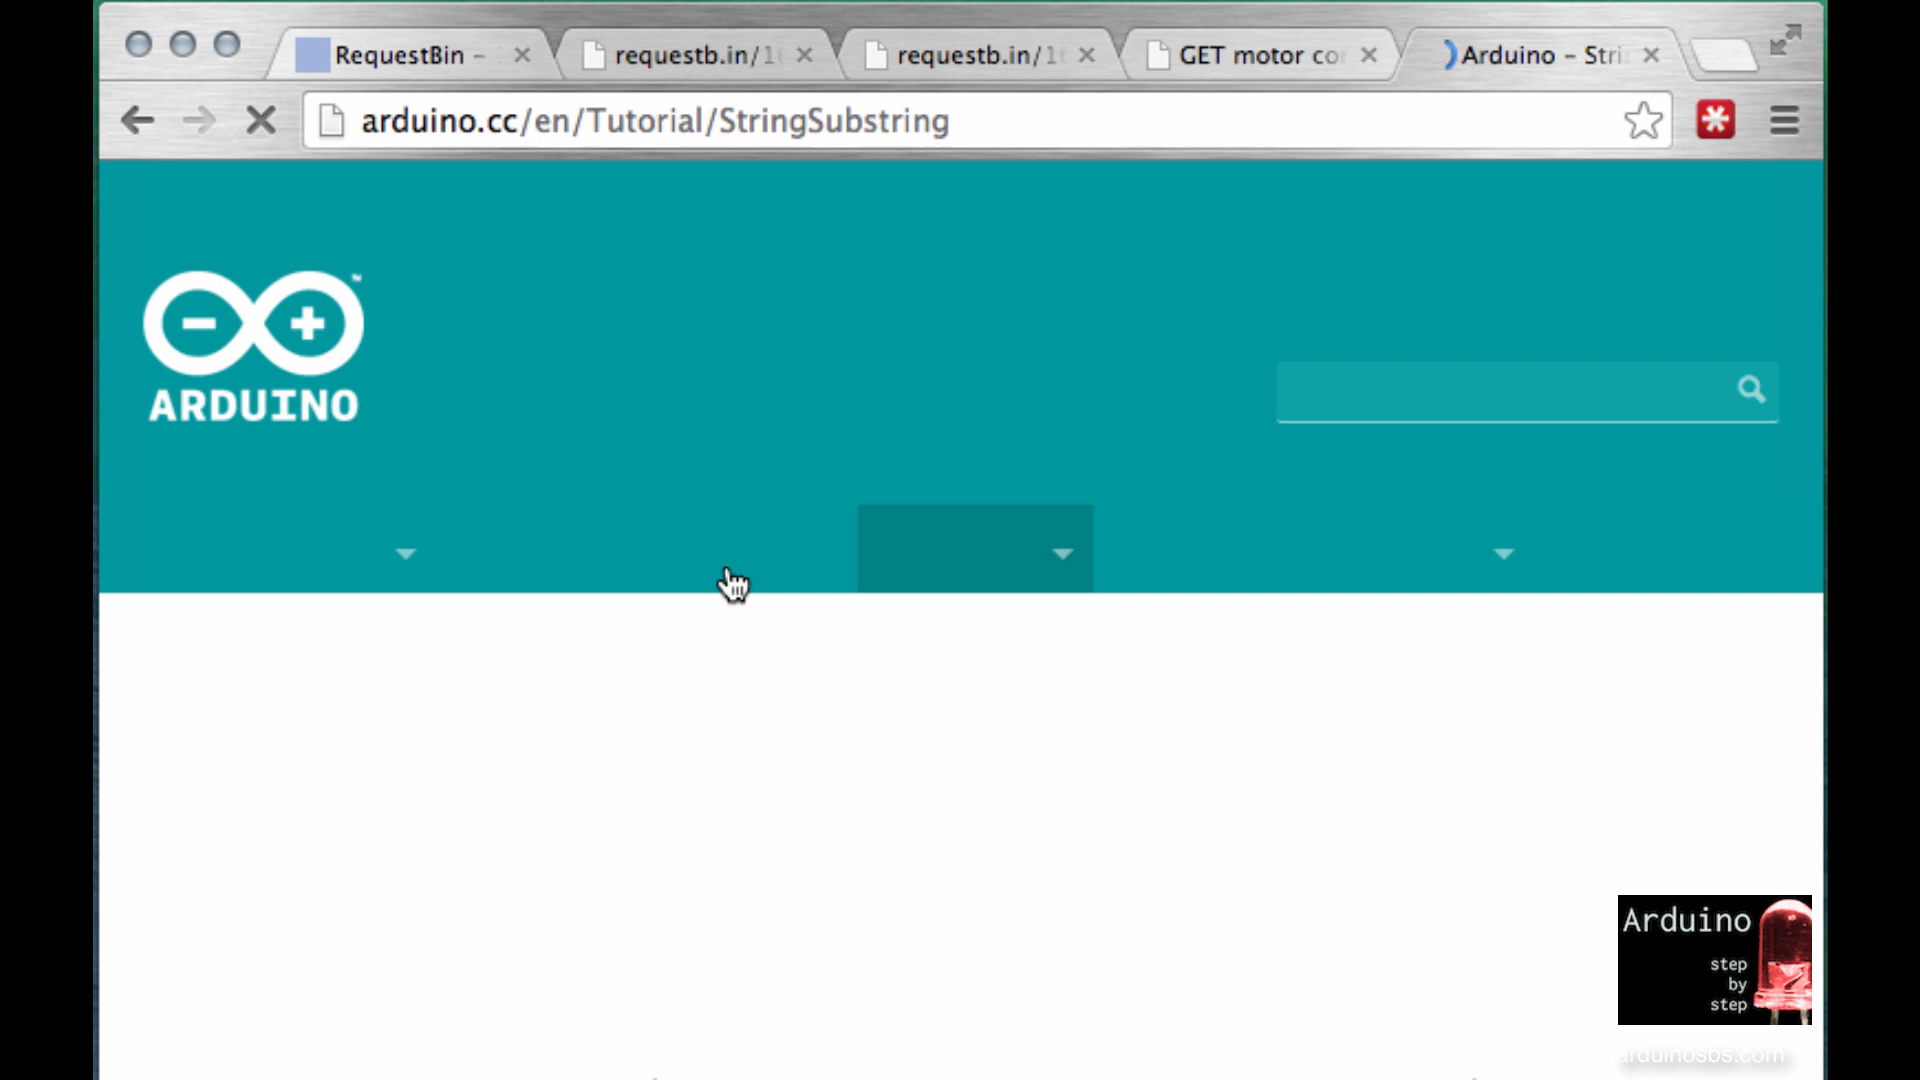 RequestBin –
requestb.in/1
requestb.in/1
GET motor co
Arduino – Stri
arduino.cc/en/Tutorial/StringSubstring
ARDUINO
Arduino
step
by
step
arduinosbs.com